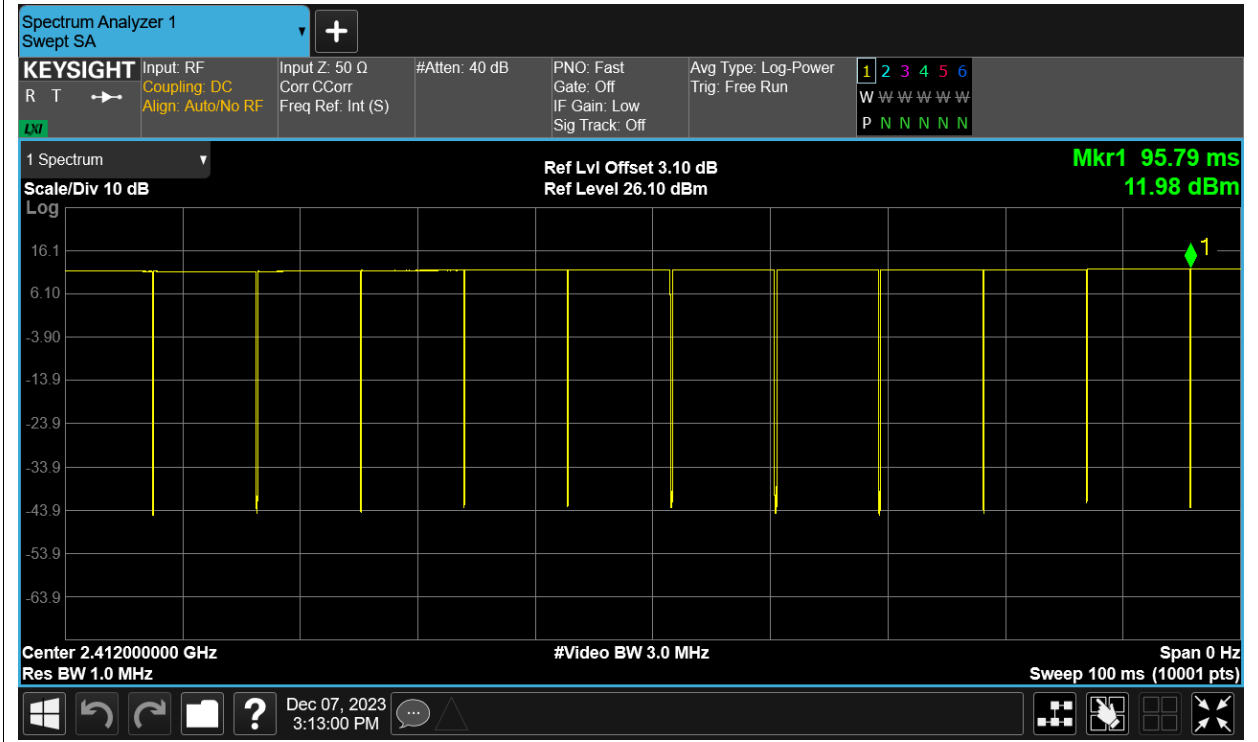 Spectrum Analyzer 1
Swept SA
KEYSIGHT
R T
LXI
Input: RF
Coupling: DC
Align: Auto/No RF
Input Z: 50 Ω
Corr CCorr
Freq Ref: Int (S)
#Atten: 40 dB
PNO: Fast
Gate: Off
IF Gain: Low
Sig Track: Off
Avg Type: Log-Power
Trig: Free Run
1 2 3 4 5 6
W W W W W W
P N N N N N
1 Spectrum
Scale/Div 10 dB
Log
Ref Lvl Offset 3.10 dB
Ref Level 26.10 dBm
Mkr1 95.79 ms
11.98 dBm
1
16.1
6.10
-3.90
-13.9
-23.9
-33.9
-43.9
-53.9
-63.9
Center 2.412000000 GHz
#Video BW 3.0 MHz
Span 0 Hz
Res BW 1.0 MHz
Sweep 100 ms (10001 pts)
?
Dec 07, 2023
3:13:00 PM